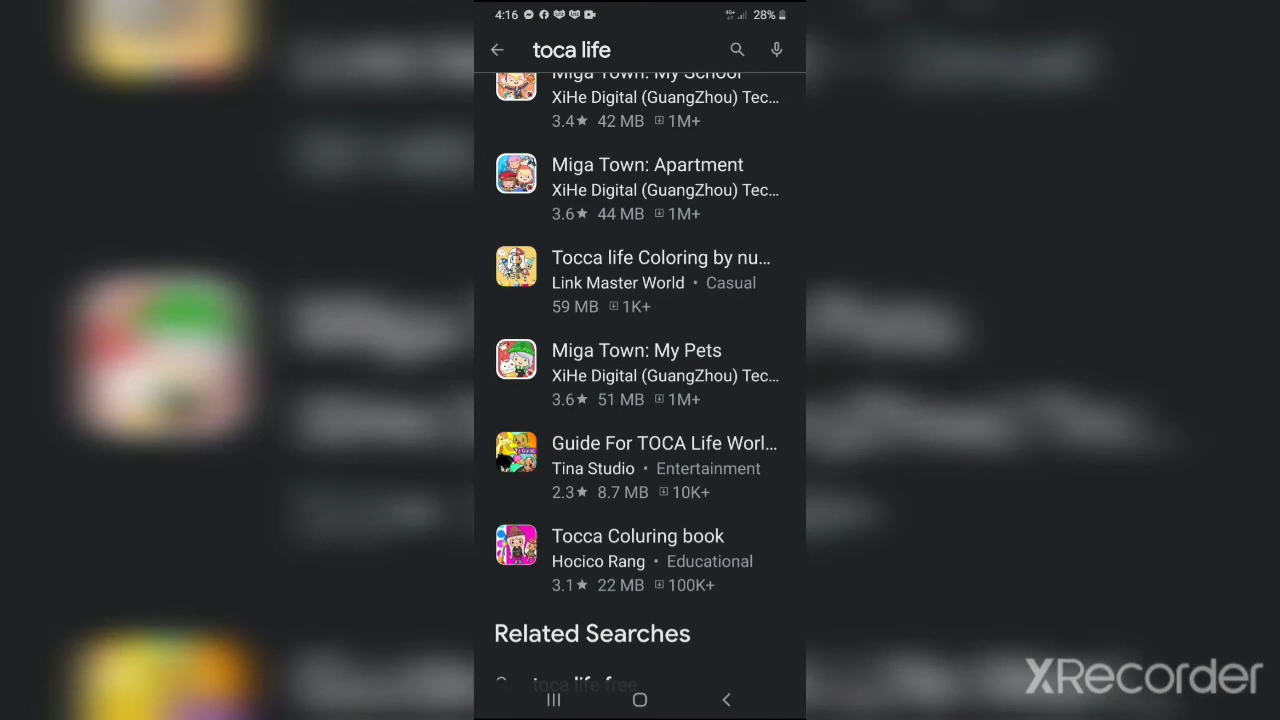 4:16 28%
toca life
Miga Town: My School
XiHe Digital (GuangZhou) Tec...
3.4★ 42 MB 1M+
Miga Town: Apartment
XiHe Digital (GuangZhou) Tec...
3.6★ 44 MB 1M+
Tocca life Coloring by nu...
Link Master World • Casual
59 MB 1K+
Miga Town: My Pets
XiHe Digital (GuangZhou) Tec...
3.6★ 51 MB 1M+
Guide For TOCA Life Worl...
Tina Studio • Entertainment
2.3★ 8.7 MB 10K+
Tocca Coluring book
Hocico Rang • Educational
3.1★ 22 MB 100K+
Related Searches
toca life free
XRecorder